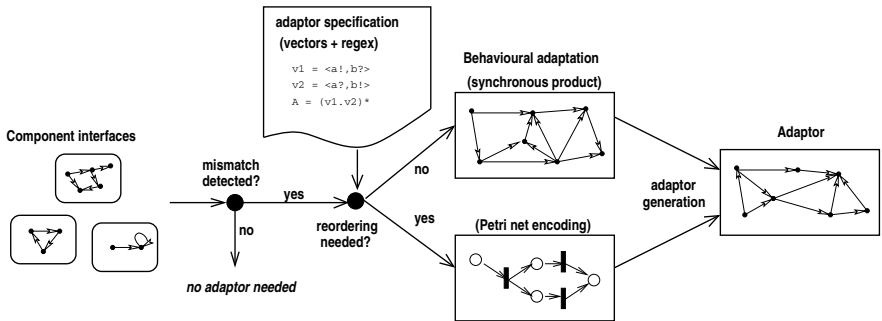 adaptor specification
(vectors + regex)
v1 = <a!,b?>
v2 = <a?,b!>
A = (v1.v2)*
Behavioural adaptation
(synchronous product)
Component interfaces
mismatch
detected?
yes
no
no adaptor needed
reordering
needed?
no
yes
(Petri net encoding)
adaptor
generation
Adaptor